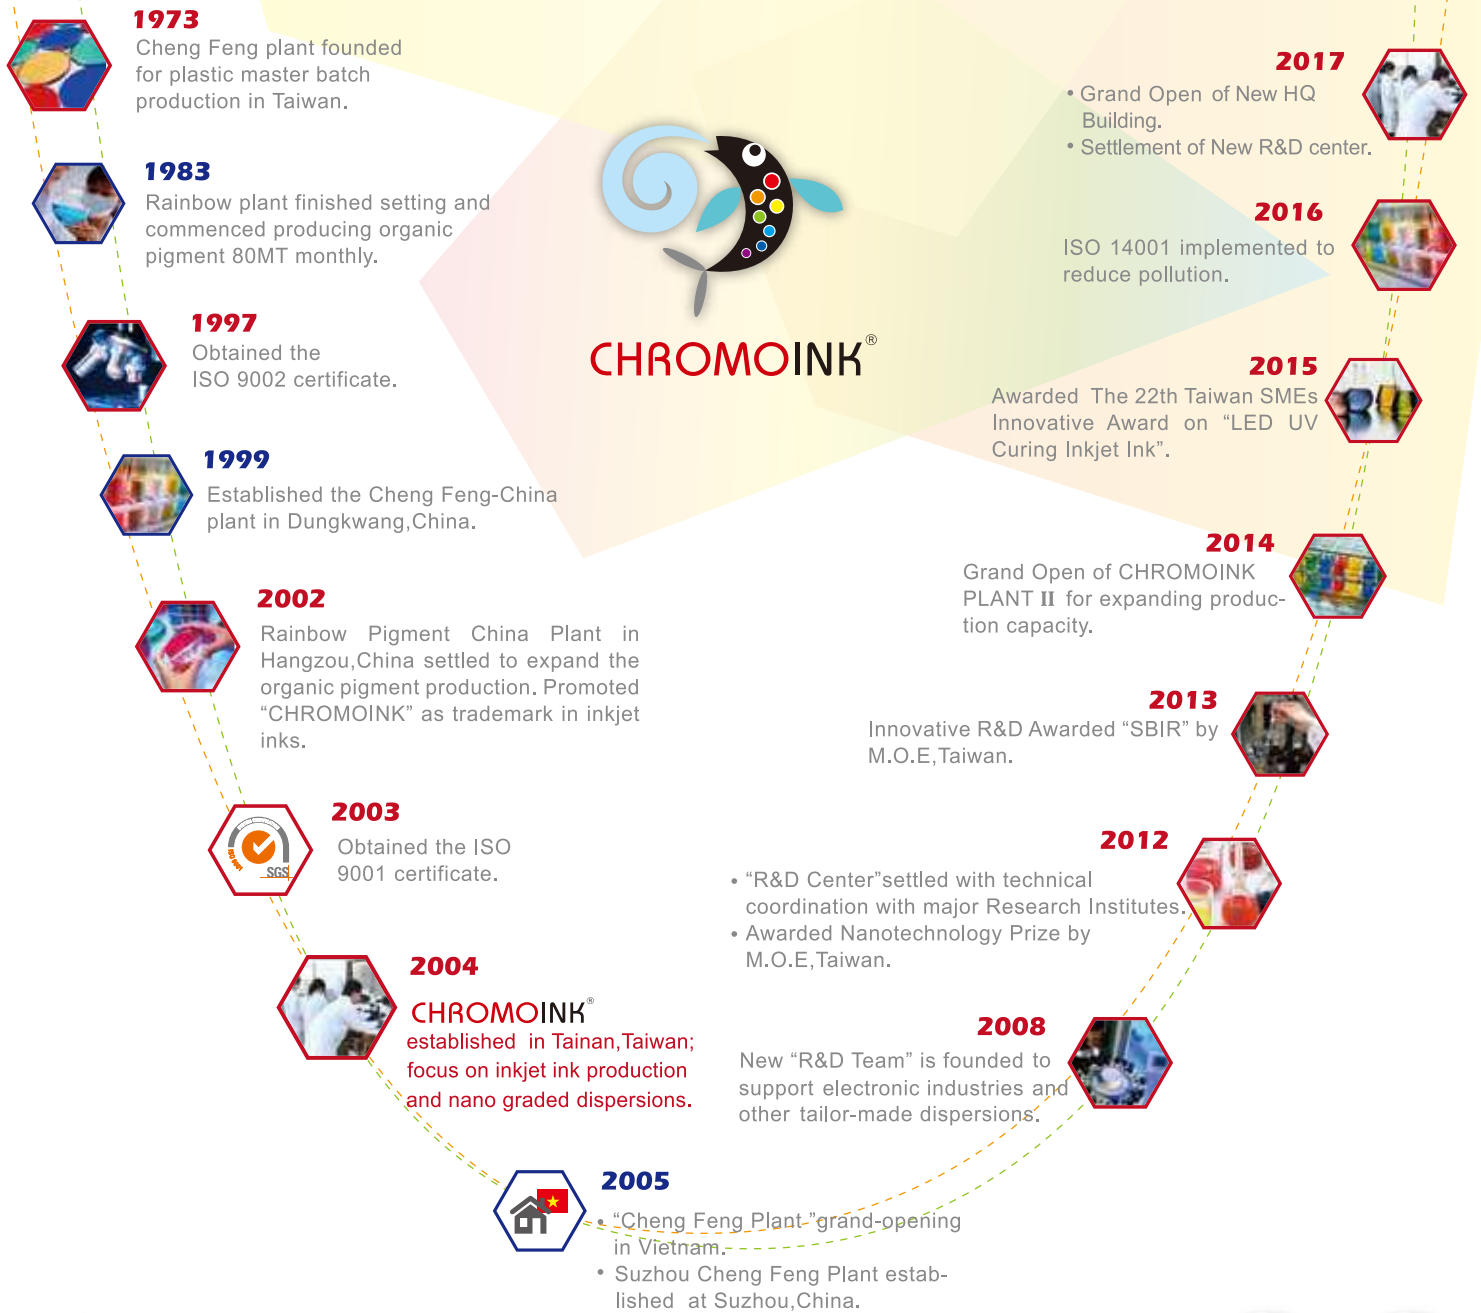 1973
Cheng Feng plant founded
for plastic master batch
production in Taiwan.
1983
Rainbow plant finished setting and
commenced producing organic
pigment 80MT monthly.
1997
Obtained the
ISO 9002 certificate.
1999
Established the Cheng Feng-China
plant in Dungkwang,China.
2002
Rainbow Pigment China Plant in
Hangzou,China settled to expand the
organic pigment production. Promoted
“CHROMOINK” as trademark in inkjet
inks.
2003
Obtained the ISO
9001 certificate.
ISO 9001
SGS
2004
CHROMOINK®
established in Tainan,Taiwan;
focus on inkjet ink production
and nano graded dispersions.
2005
• “Cheng Feng Plant ”grand-opening
in Vietnam.
• Suzhou Cheng Feng Plant estab-
lished at Suzhou,China.
2008
New “R&D Team” is founded to
support electronic industries and
other tailor-made dispersions.
2012
• “R&D Center”settled with technical
coordination with major Research Institutes.
• Awarded Nanotechnology Prize by
M.O.E,Taiwan.
2013
Innovative R&D Awarded “SBIR” by
M.O.E,Taiwan.
2014
Grand Open of CHROMOINK
PLANT II for expanding produc-
tion capacity.
2015
Awarded The 22th Taiwan SMEs
Innovative Award on “LED UV
Curing Inkjet Ink”.
2016
ISO 14001 implemented to
reduce pollution.
2017
• Grand Open of New HQ
Building.
• Settlement of New R&D center.
CHROMOINK®